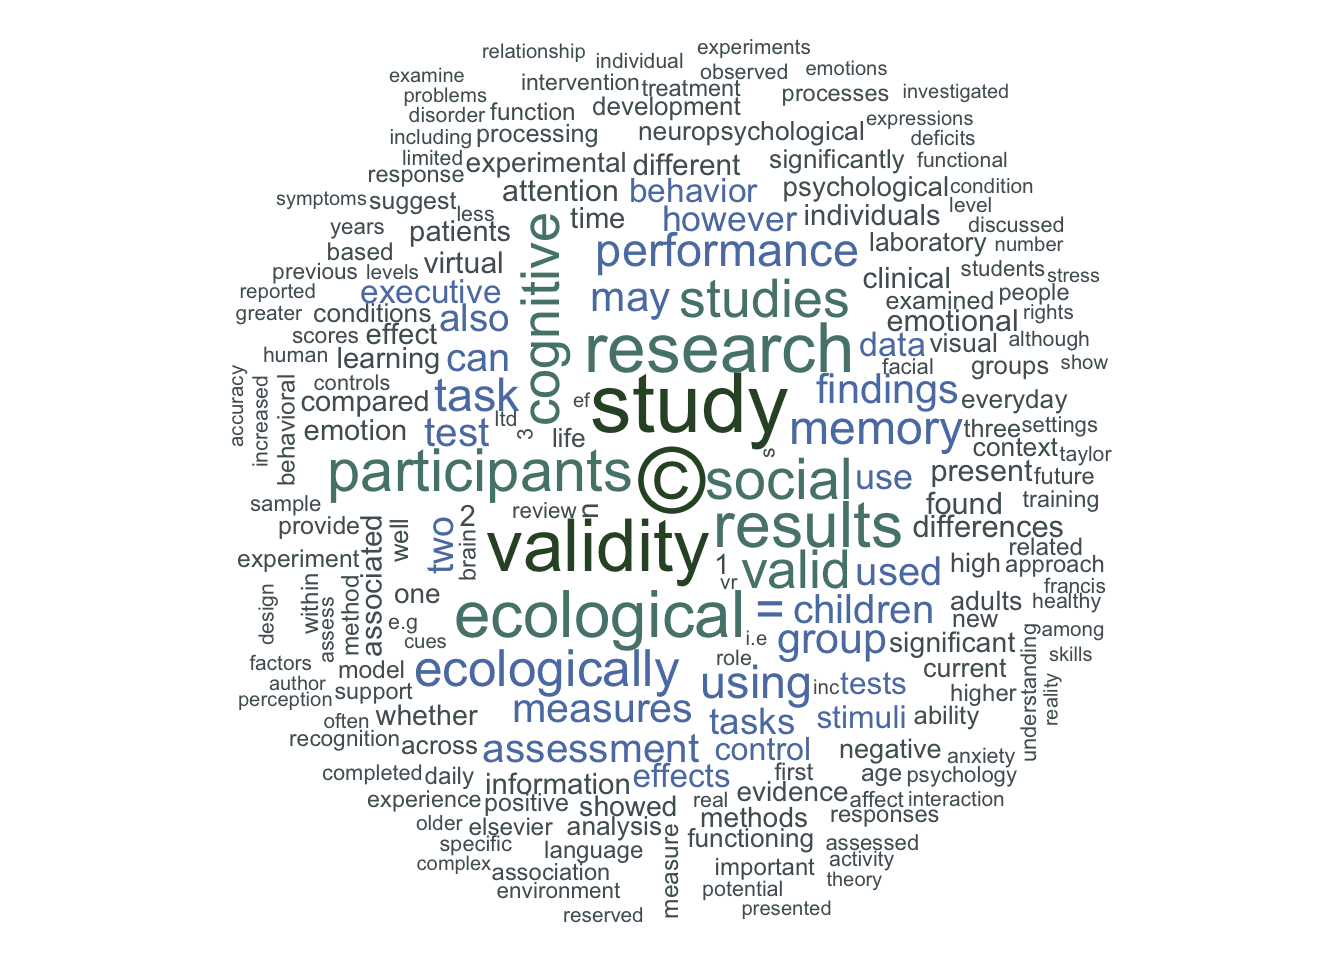 relationship
individual
experiments
examine
intervention
observed
emotions
problems
treatment
processes
investigated
disorder
function
development
expressions
including
processing
neuropsychological
deficits
limited
experimental
different
significantly
functional
response
attention
behavior
psychological
condition
symptoms
suggest
less
time
however
individuals
level
years
patients
cognitive
performance
laboratory
discussed
number
based
virtual
clinical
students
stress
previous
levels
reported
executive
may
studies
examined
people
greater
conditions
also
emotional
rights
scores
effect
research
data
visual
although
human
learning
can
facial
groups
show
controls
task
ef
study
findings
everyday
accuracy
increased
behavioral
compared
ltd
memory
three
settings
emotion
test
3
life
s
context
taylor
participants
©
social
use
present
future
sample
review
n
results
found
training
provide
associated
well
two
2
brain
validity
differences
experiment
1
vr
valid
used
high
related
approach
francis
design
within
assess
method
one
ecological
=
children
adults
healthy
e.g
cues
i.e
group
significant
new
among
factors
model
ecologically
role
current
understanding
skills
author
support
using
inc
tests
higher
reality
perception
often
whether
measures
tasks
stimuli
ability
recognition
across
assessment
control
negative
anxiety
completed
daily
information
effects
first
age
psychology
experience
positive
showed
real
evidence
affect
interaction
older
elsevier
analysis
measure
methods
responses
specific
language
functioning
assessed
complex
association
important
activity
environment
potential
theory
reserved
presented